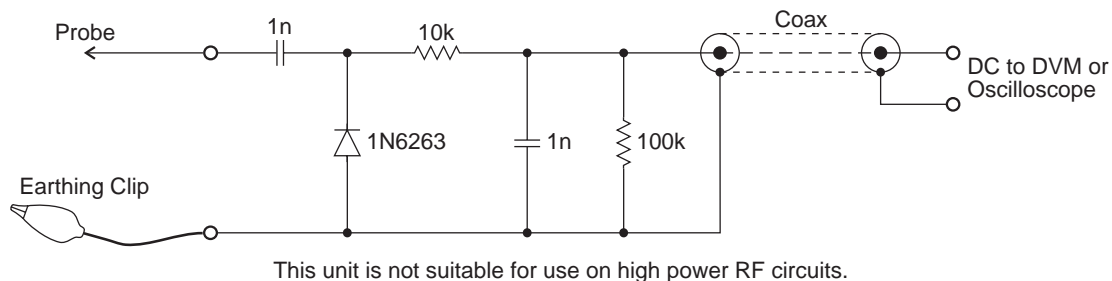 1n
Coax
Probe
10k
DC to DVM or
Oscilloscope
1N6263
1n
100k
Earthing Clip
This unit is not suitable for use on high power RF circuits.